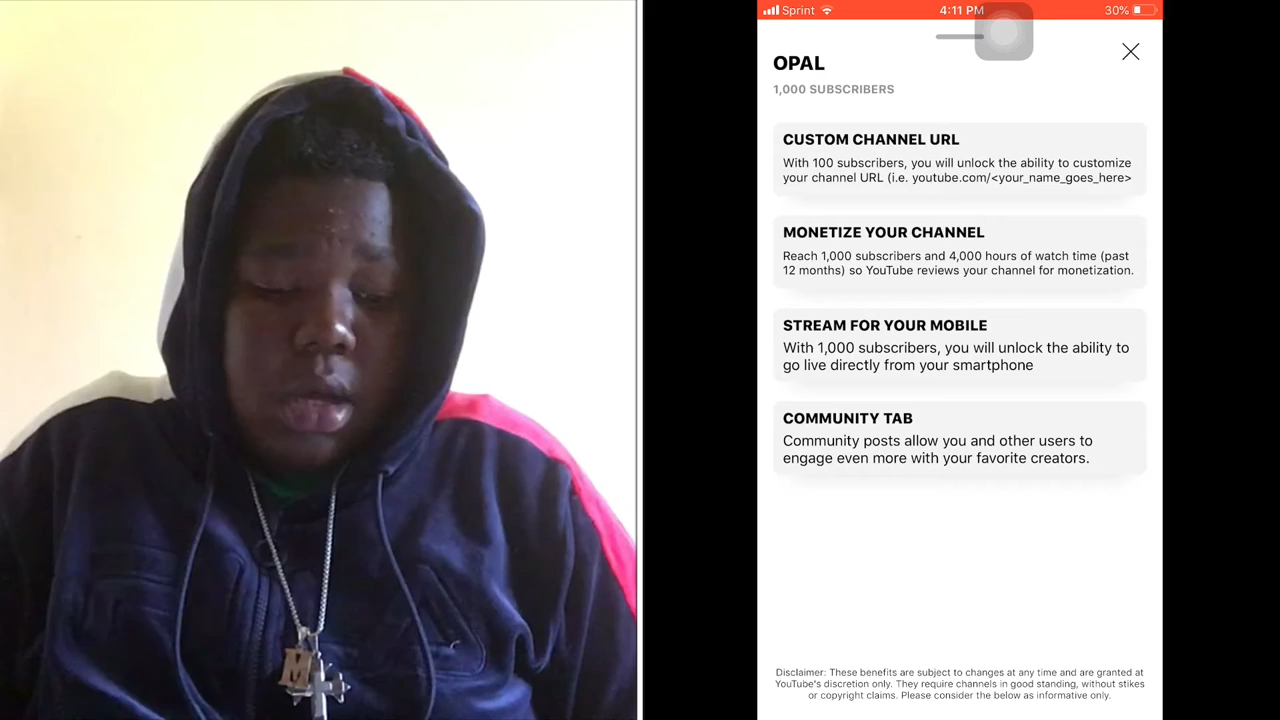 Sprint 4:11 PM 30%
OPAL
1,000 SUBSCRIBERS
CUSTOM CHANNEL URL
With 100 subscribers, you will unlock the ability to customize
your channel URL (i.e. youtube.com/<your_name_goes_here>
MONETIZE YOUR CHANNEL
Reach 1,000 subscribers and 4,000 hours of watch time (past
12 months) so YouTube reviews your channel for monetization.
STREAM FOR YOUR MOBILE
With 1,000 subscribers, you will unlock the ability to
go live directly from your smartphone
COMMUNITY TAB
Community posts allow you and other users to
engage even more with your favorite creators.
Disclaimer: These benefits are subject to changes at any time and are granted at
YouTube's discretion only. They require channels in good standing, without stikes
or copyright claims. Please consider the below as informative only.
M